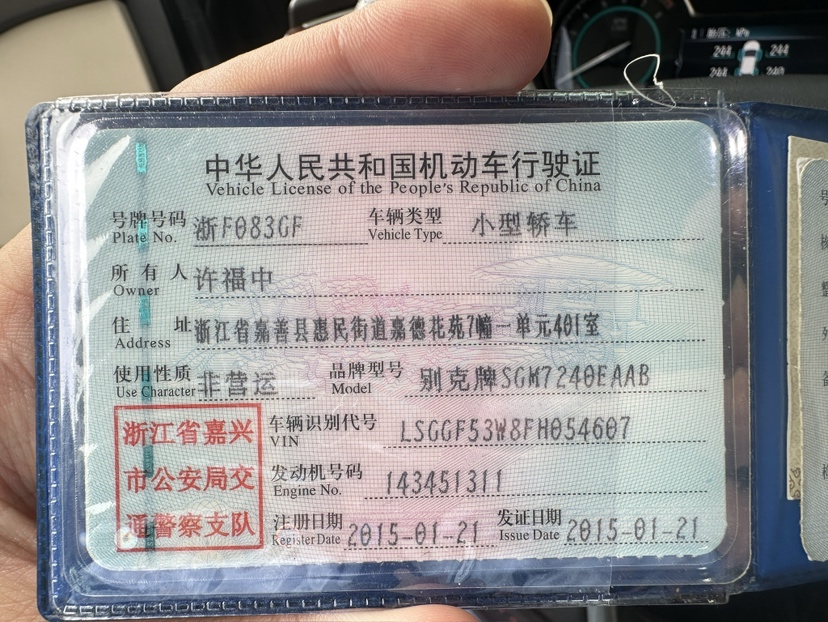 中华人民共和国机动车行驶证
Vehicle License of the People's Republic of China
号牌号码 浙F083GF 车辆类型 小型轿车
Plate No. Vehicle Type
所有人 许福中
Owner
住址 浙江省嘉善县惠民街道嘉德花苑7幢一单元401室
Address
使用性质 非营运 品牌型号 别克牌SGM7240EAAB
Use Character Model
浙江省嘉兴
市公安局交
通警察支队
车辆识别代号 LSGGF53W8FH054607
VIN
发动机号码 143451311
Engine No.
注册日期 2015-01-21 发证日期 2015-01-21
Register Date Issue Date
244 244
244 240